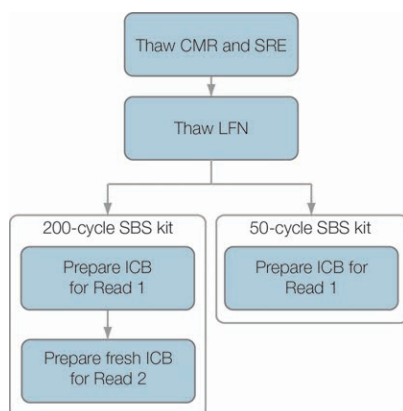 Thaw CMR and SRE
Thaw LFN
200-cycle SBS kit
Prepare ICB
for Read 1
Prepare fresh ICB
for Read 2
50-cycle SBS kit
Prepare ICB for
Read 1